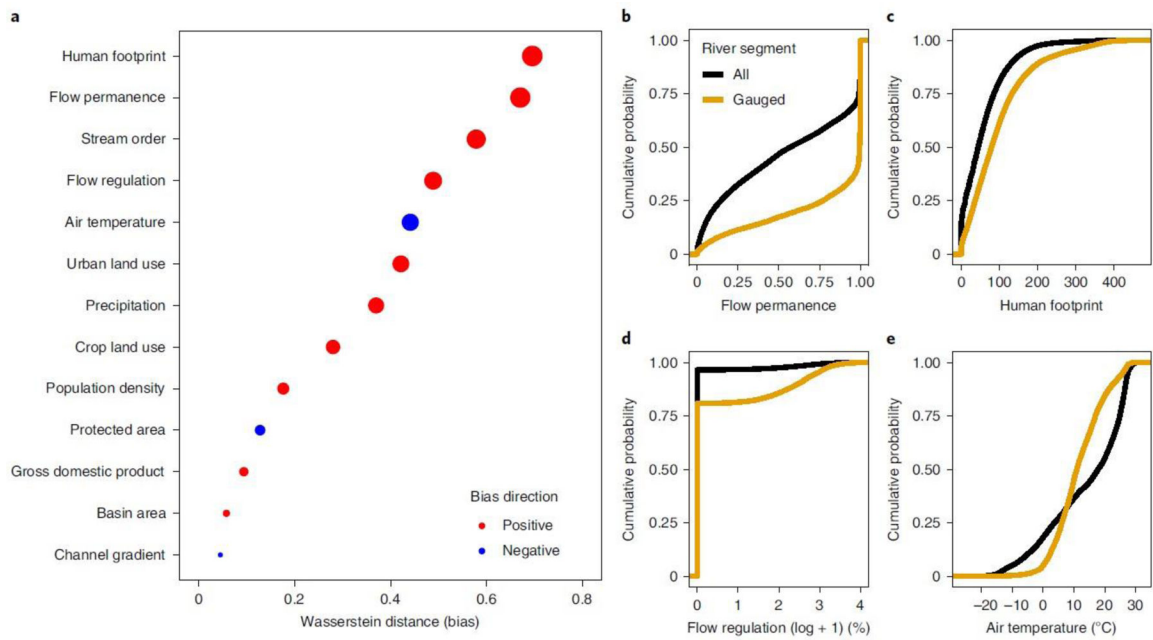 a
Human footprint
Flow permanence
Stream order
Flow regulation
Air temperature
Urban land use
Precipitation
Crop land use
Population density
Protected area
Gross domestic product
Basin area
Channel gradient
Bias direction
Positive
Negative
0 0.2 0.4 0.6 0.8
Wasserstein distance (bias)
b
1.00
0.75
0.50
0.25
0
Cumulative probability
River segment
All
Gauged
0 0.25 0.50 0.75 1.00
Flow permanence
c
1.00
0.75
0.50
0.25
0
Cumulative probability
0 100 200 300 400
Human footprint
d
1.00
0.75
0.50
0.25
0
Cumulative probability
0 1 2 3 4
Flow regulation (log + 1) (%)
e
1.00
0.75
0.50
0.25
0
Cumulative probability
−20 −10 0 10 20 30
Air temperature (°C)